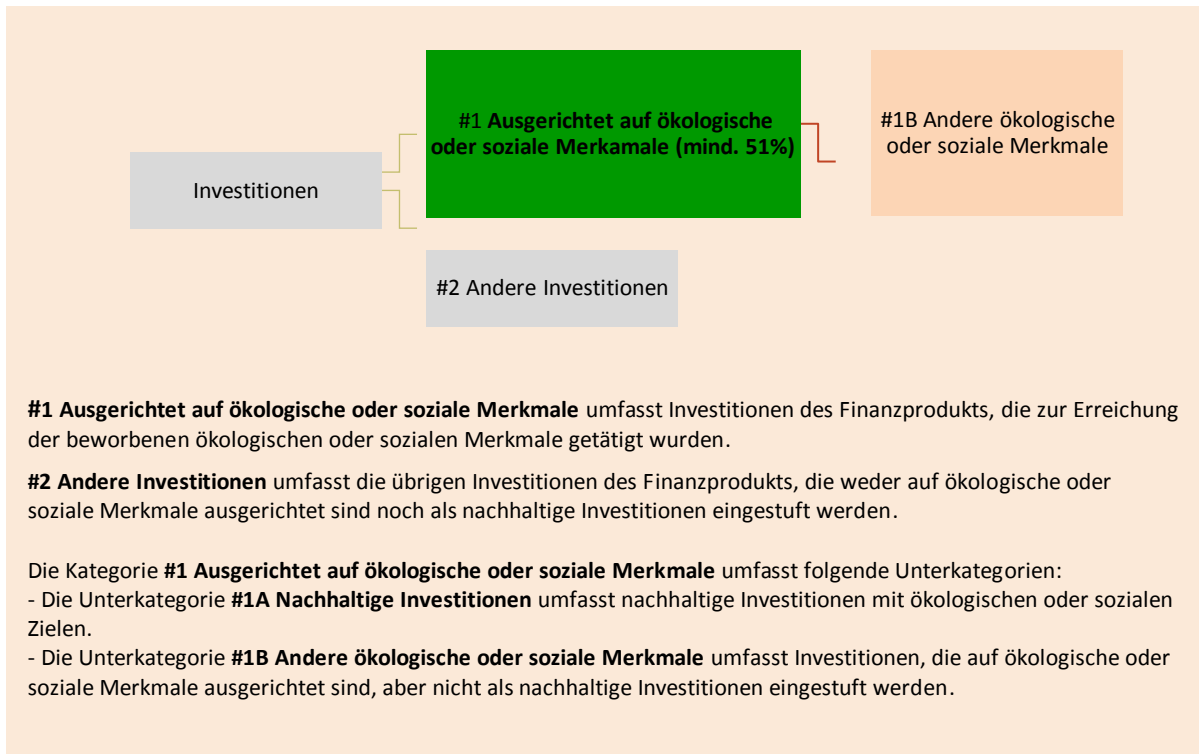 #1 Ausgerichtet auf ökologische
oder soziale Merkamale (mind. 51%)
#1B Andere ökologische
oder soziale Merkmale
Investitionen
#2 Andere Investitionen
#1 Ausgerichtet auf ökologische oder soziale Merkmale umfasst Investitionen des Finanzprodukts, die zur Erreichung
der beworbenen ökologischen oder sozialen Merkmale getätigt wurden.
#2 Andere Investitionen umfasst die übrigen Investitionen des Finanzprodukts, die weder auf ökologische oder
soziale Merkmale ausgerichtet sind noch als nachhaltige Investitionen eingestuft werden.
Die Kategorie #1 Ausgerichtet auf ökologische oder soziale Merkmale umfasst folgende Unterkategorien:
- Die Unterkategorie #1A Nachhaltige Investitionen umfasst nachhaltige Investitionen mit ökologischen oder sozialen
Zielen.
- Die Unterkategorie #1B Andere ökologische oder soziale Merkmale umfasst Investitionen, die auf ökologische oder
soziale Merkmale ausgerichtet sind, aber nicht als nachhaltige Investitionen eingestuft werden.